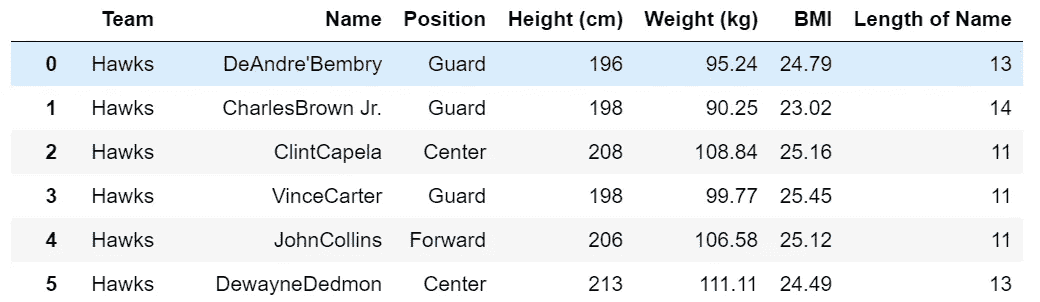 Team Name Position Height (cm) Weight (kg) BMI Length of Name
0 Hawks DeAndre'Bembry Guard 196 95.24 24.79 13
1 Hawks CharlesBrown Jr. Guard 198 90.25 23.02 14
2 Hawks ClintCapela Center 208 108.84 25.16 11
3 Hawks VinceCarter Guard 198 99.77 25.45 11
4 Hawks JohnCollins Forward 206 106.58 25.12 11
5 Hawks DewayneDedmon Center 213 111.11 24.49 13